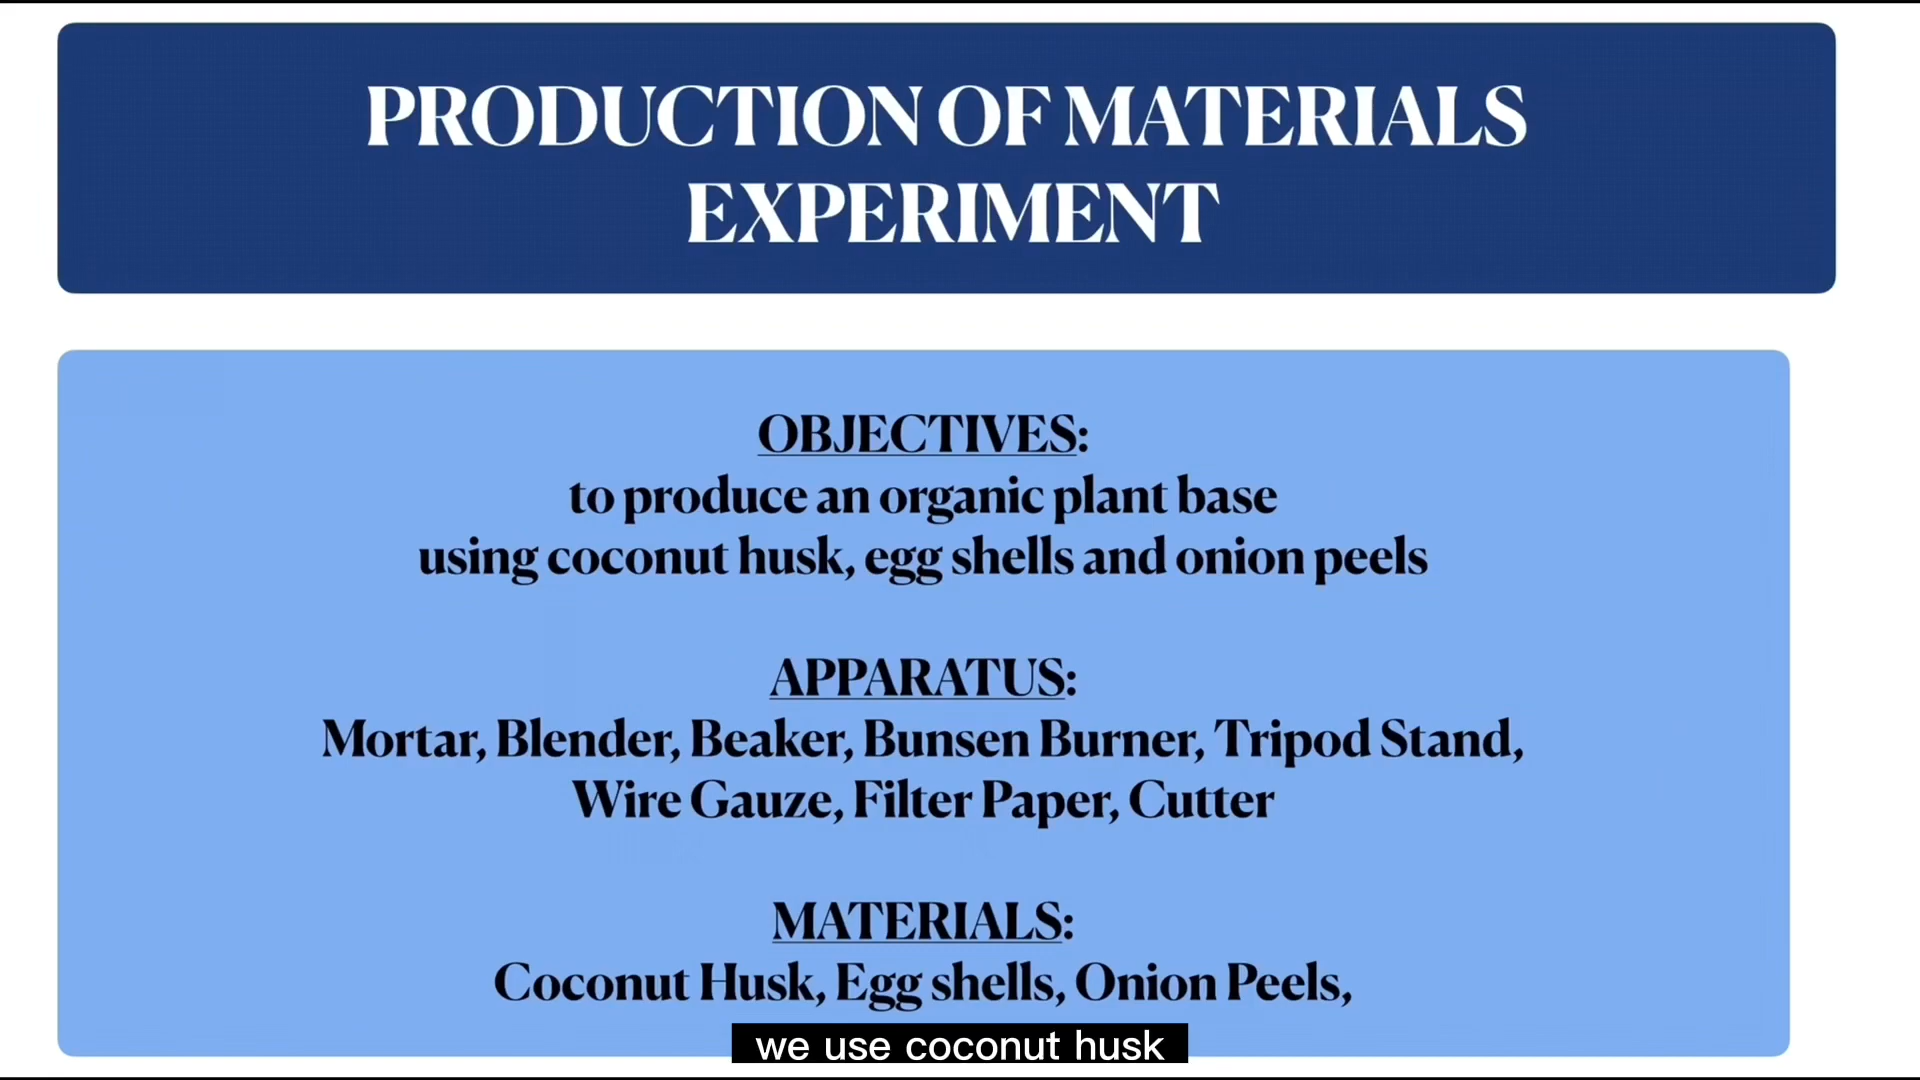 PRODUCTION OF MATERIALS
EXPERIMENT
OBJECTIVES:
to produce an organic plant base
using coconut husk, egg shells and onion peels
APPARATUS:
Mortar, Blender, Beaker, Bunsen Burner, Tripod Stand,
Wire Gauze, Filter Paper, Cutter
MATERIALS:
Coconut Husk, Egg shells, Onion Peels,
we use coconut husk